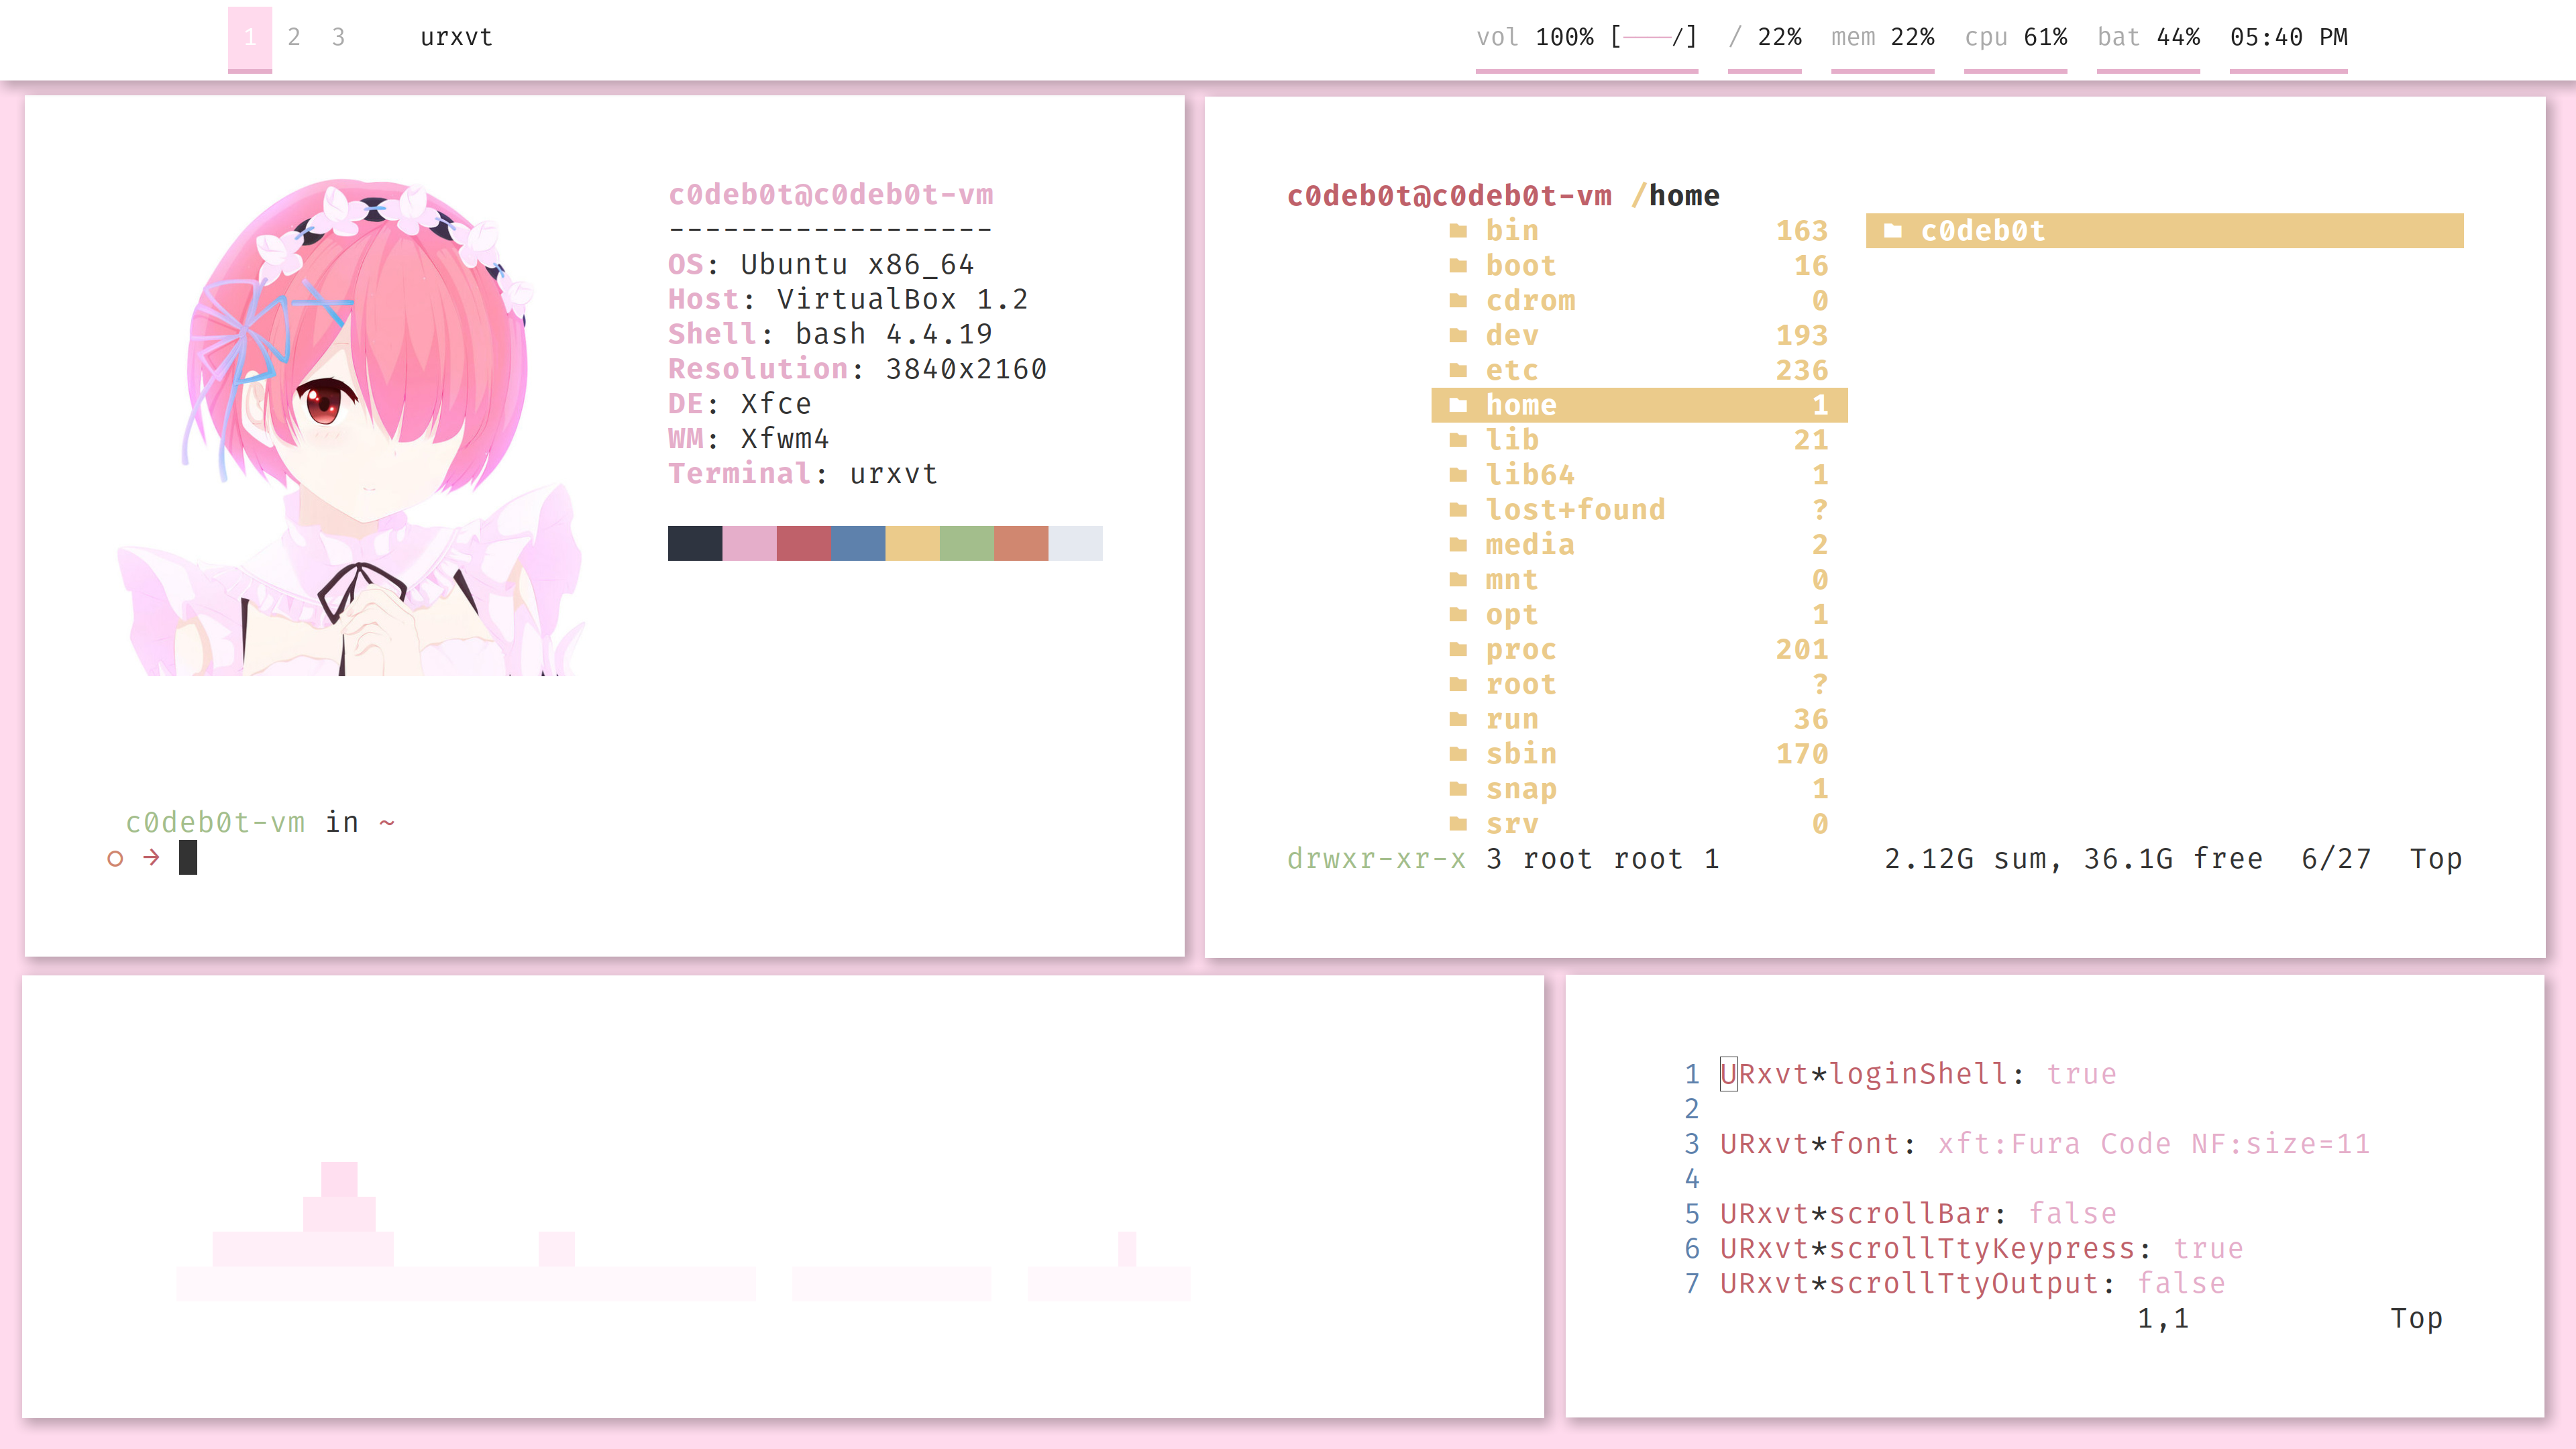 1 2 3 urxvt vol 100% [———/] / 22% mem 22% cpu 61% bat 44% 05:40 PM
c0deb0t@c0deb0t-vm
------------------
OS: Ubuntu x86_64
Host: VirtualBox 1.2
Shell: bash 4.4.19
Resolution: 3840x2160
DE: Xfce
WM: Xfwm4
Terminal: urxvt
c0deb0t-vm in ~
○ →
c0deb0t@c0deb0t-vm /home
bin 163 c0deb0t
boot 16
cdrom 0
dev 193
etc 236
home 1
lib 21
lib64 1
lost+found ?
media 2
mnt 0
opt 1
proc 201
root ?
run 36
sbin 170
snap 1
srv 0
drwxr-xr-x 3 root root 1 2.12G sum, 36.1G free 6/27 Top
1 URxvt*loginShell: true
2
3 URxvt*font: xft:Fura Code NF:size=11
4
5 URxvt*scrollBar: false
6 URxvt*scrollTtyKeypress: true
7 URxvt*scrollTtyOutput: false
1,1 Top